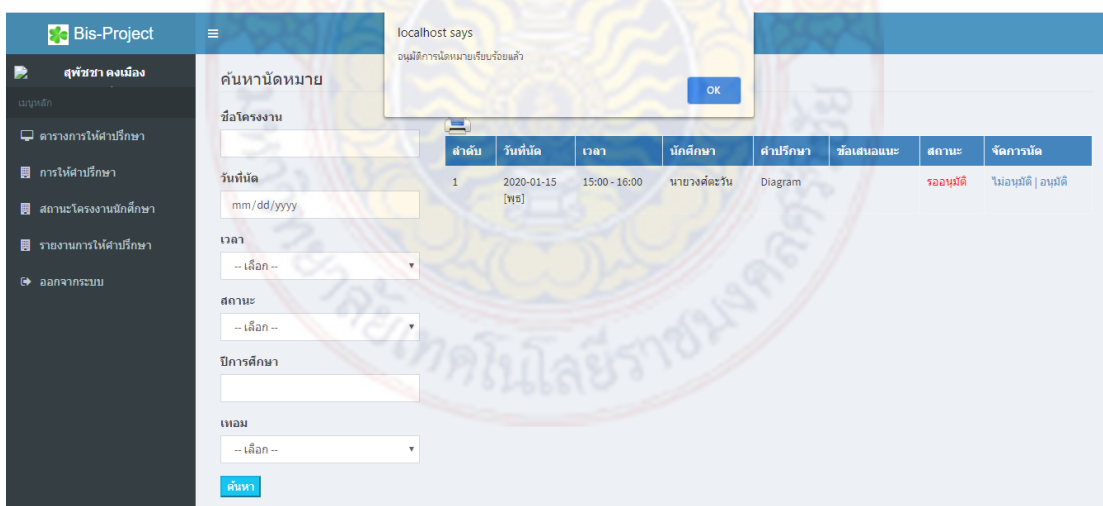 Bis-Project
localhost says
อนุมัติการนัดหมายเรียบร้อยแล้ว
OK
สุพัชชา คงเมือง
เมนูหลัก
ตารางการให้คำปรึกษา
การให้คำปรึกษา
สถานะโครงงานนักศึกษา
รายงานการให้คำปรึกษา
ออกจากระบบ
ค้นหานัดหมาย
ชื่อโครงงาน
วันที่นัด
mm/dd/yyyy
เวลา
-- เลือก --
สถานะ
-- เลือก --
ปีการศึกษา
เทอม
-- เลือก --
ค้นหา
ลำดับ วันที่นัด เวลา นักศึกษา คำปรึกษา ข้อเสนอแนะ สถานะ จัดการนัด
1 2020-01-15 15:00 - 16:00 นายวงศ์ตะวัน Diagram รออนุมัติ ไม่อนุมัติ | อนุมัติ
[พุธ]